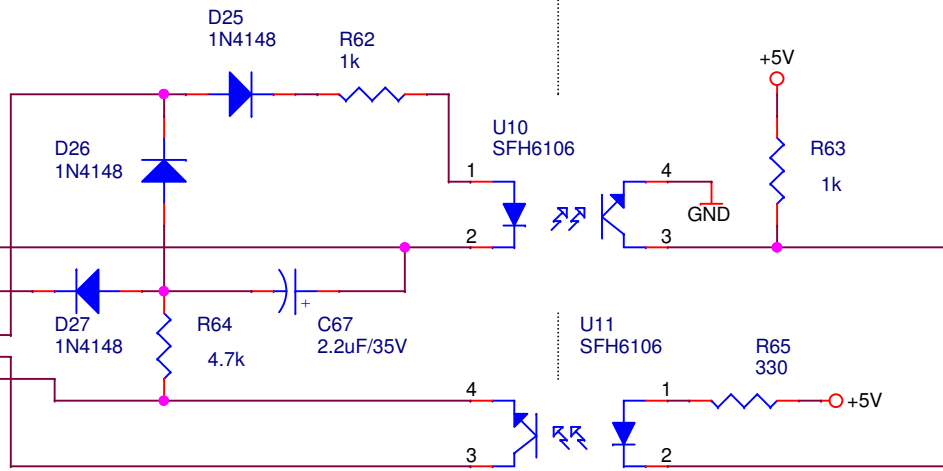 D25
1N4148
R62
1k
+5V
D26
1N4148
U10
SFH6106
R63
1k
1
4
GND
2
3
D27
1N4148
R64
4.7k
+
C67
2.2uF/35V
U11
SFH6106
R65
330
4
1
+5V
3
2